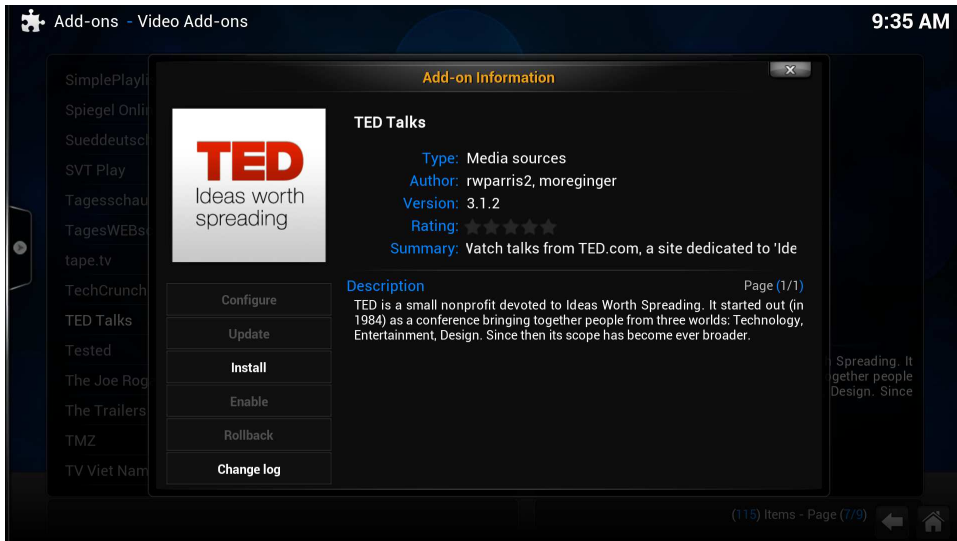 Add-ons - Video Add-ons
9:35 AM
Add-on Information
SimplePlayli
Spiegel Onli
Sueddeutscl
SVT Play
Tagesschau
TagesWEBs
tape.tv
TechCrunch
TED Talks
Tested
The Joe Rog
The Trailers
TMZ
TV Viet Nam
TED
Ideas worth
spreading
TED Talks
Type: Media sources
Author: rwparris2, moreginger
Version: 3.1.2
Rating:
Summary: Watch talks from TED.com, a site dedicated to 'Ide
Configure
Update
Install
Enable
Rollback
Change log
Description
Page (1/1)
TED is a small nonprofit devoted to Ideas Worth Spreading. It started out (in
1984) as a conference bringing together people from three worlds: Technology,
Entertainment, Design. Since then its scope has become ever broader.
Spreading. It
gether people
Design. Since
(115) Items - Page (7/9)